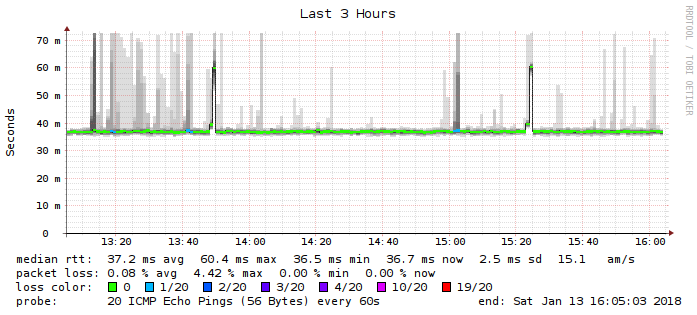 Last 3 Hours
RRDTOOL / TOBI OETIKER
Seconds
70 m
60 m
50 m
40 m
30 m
20 m
10 m
0
13:20 13:40 14:00 14:20 14:40 15:00 15:20 15:40 16:00
median rtt: 37.2 ms avg 60.4 ms max 36.5 ms min 36.7 ms now 2.5 ms sd 15.1 am/s
packet loss: 0.08 % avg 4.42 % max 0.00 % min 0.00 % now
loss color: 0 1/20 2/20 3/20 4/20 10/20 19/20
probe: 20 ICMP Echo Pings (56 Bytes) every 60s end: Sat Jan 13 16:05:03 2018